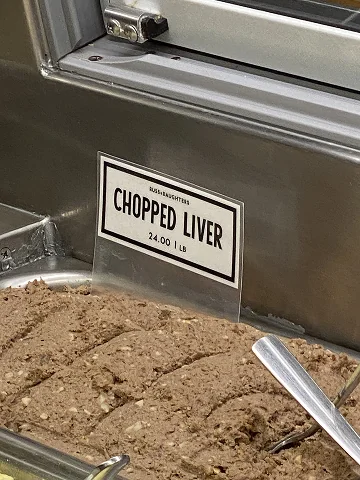 RUSS & DAUGHTERS
CHOPPED LIVER
24.00 | LB